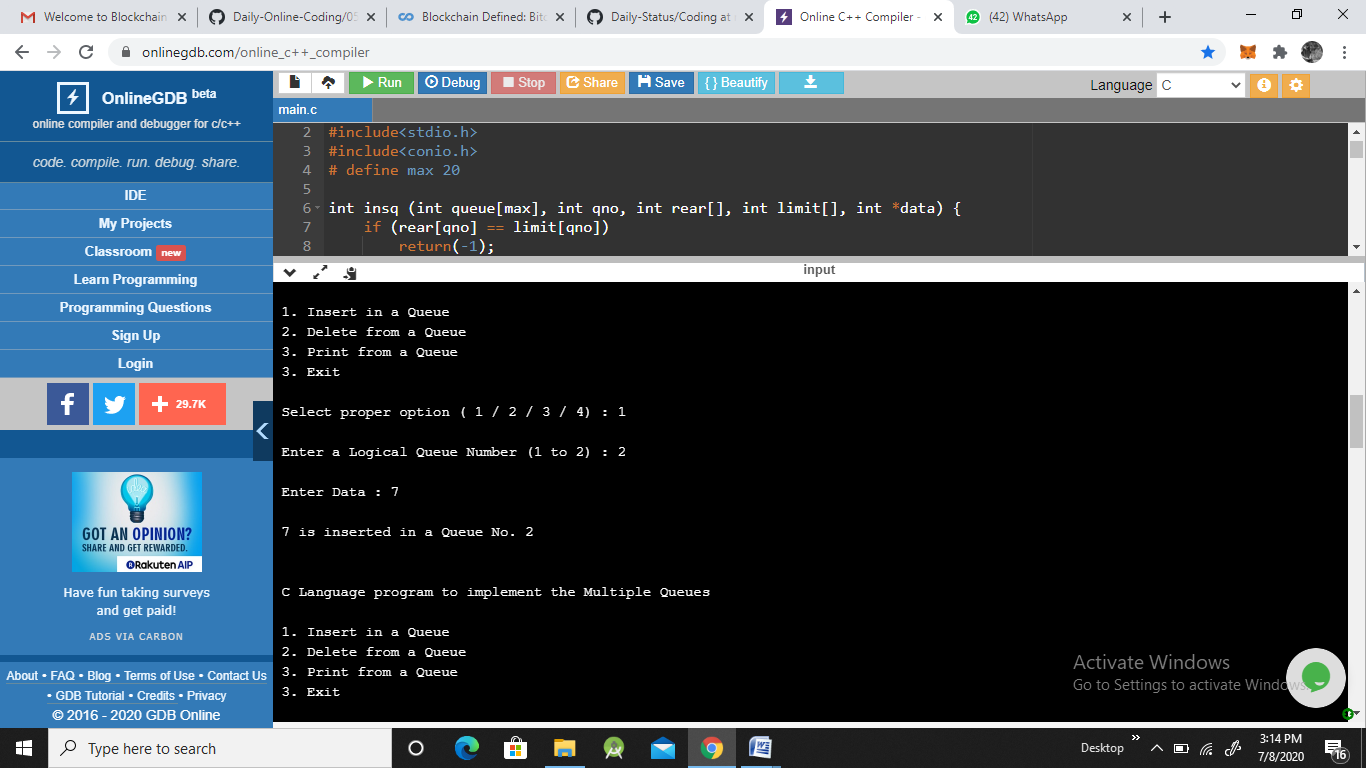 Welcome to Blockchain
Daily-Online-Coding/05
Blockchain Defined: Bit
Daily-Status/Coding at
Online C++ Compiler -
(42) WhatsApp
onlinegdb.com/online_c++_compiler
OnlineGDB beta
online compiler and debugger for c/c++
code. compile. run. debug. share.
IDE
My Projects
Classroom new
Learn Programming
Programming Questions
Sign Up
Login
29.7K
GOT AN OPINION?
SHARE AND GET REWARDED.
Rakuten AIP
Have fun taking surveys
and get paid!
ADS VIA CARBON
About • FAQ • Blog • Terms of Use • Contact Us
• GDB Tutorial • Credits • Privacy
© 2016 - 2020 GDB Online
Run Debug Stop Share Save { } Beautify
Language C
main.c
2 #include<stdio.h>
3 #include<conio.h>
4 # define max 20
5
6 int insq (int queue[max], int qno, int rear[], int limit[], int *data) {
7 if (rear[qno] == limit[qno])
8 return(-1);
input
1. Insert in a Queue
2. Delete from a Queue
3. Print from a Queue
3. Exit
Select proper option ( 1 / 2 / 3 / 4) : 1
Enter a Logical Queue Number (1 to 2) : 2
Enter Data : 7
7 is inserted in a Queue No. 2
C Language program to implement the Multiple Queues
1. Insert in a Queue
2. Delete from a Queue
3. Print from a Queue
3. Exit
Activate Windows
Go to Settings to activate Windows.
Type here to search
Desktop
3:14 PM
7/8/2020
16